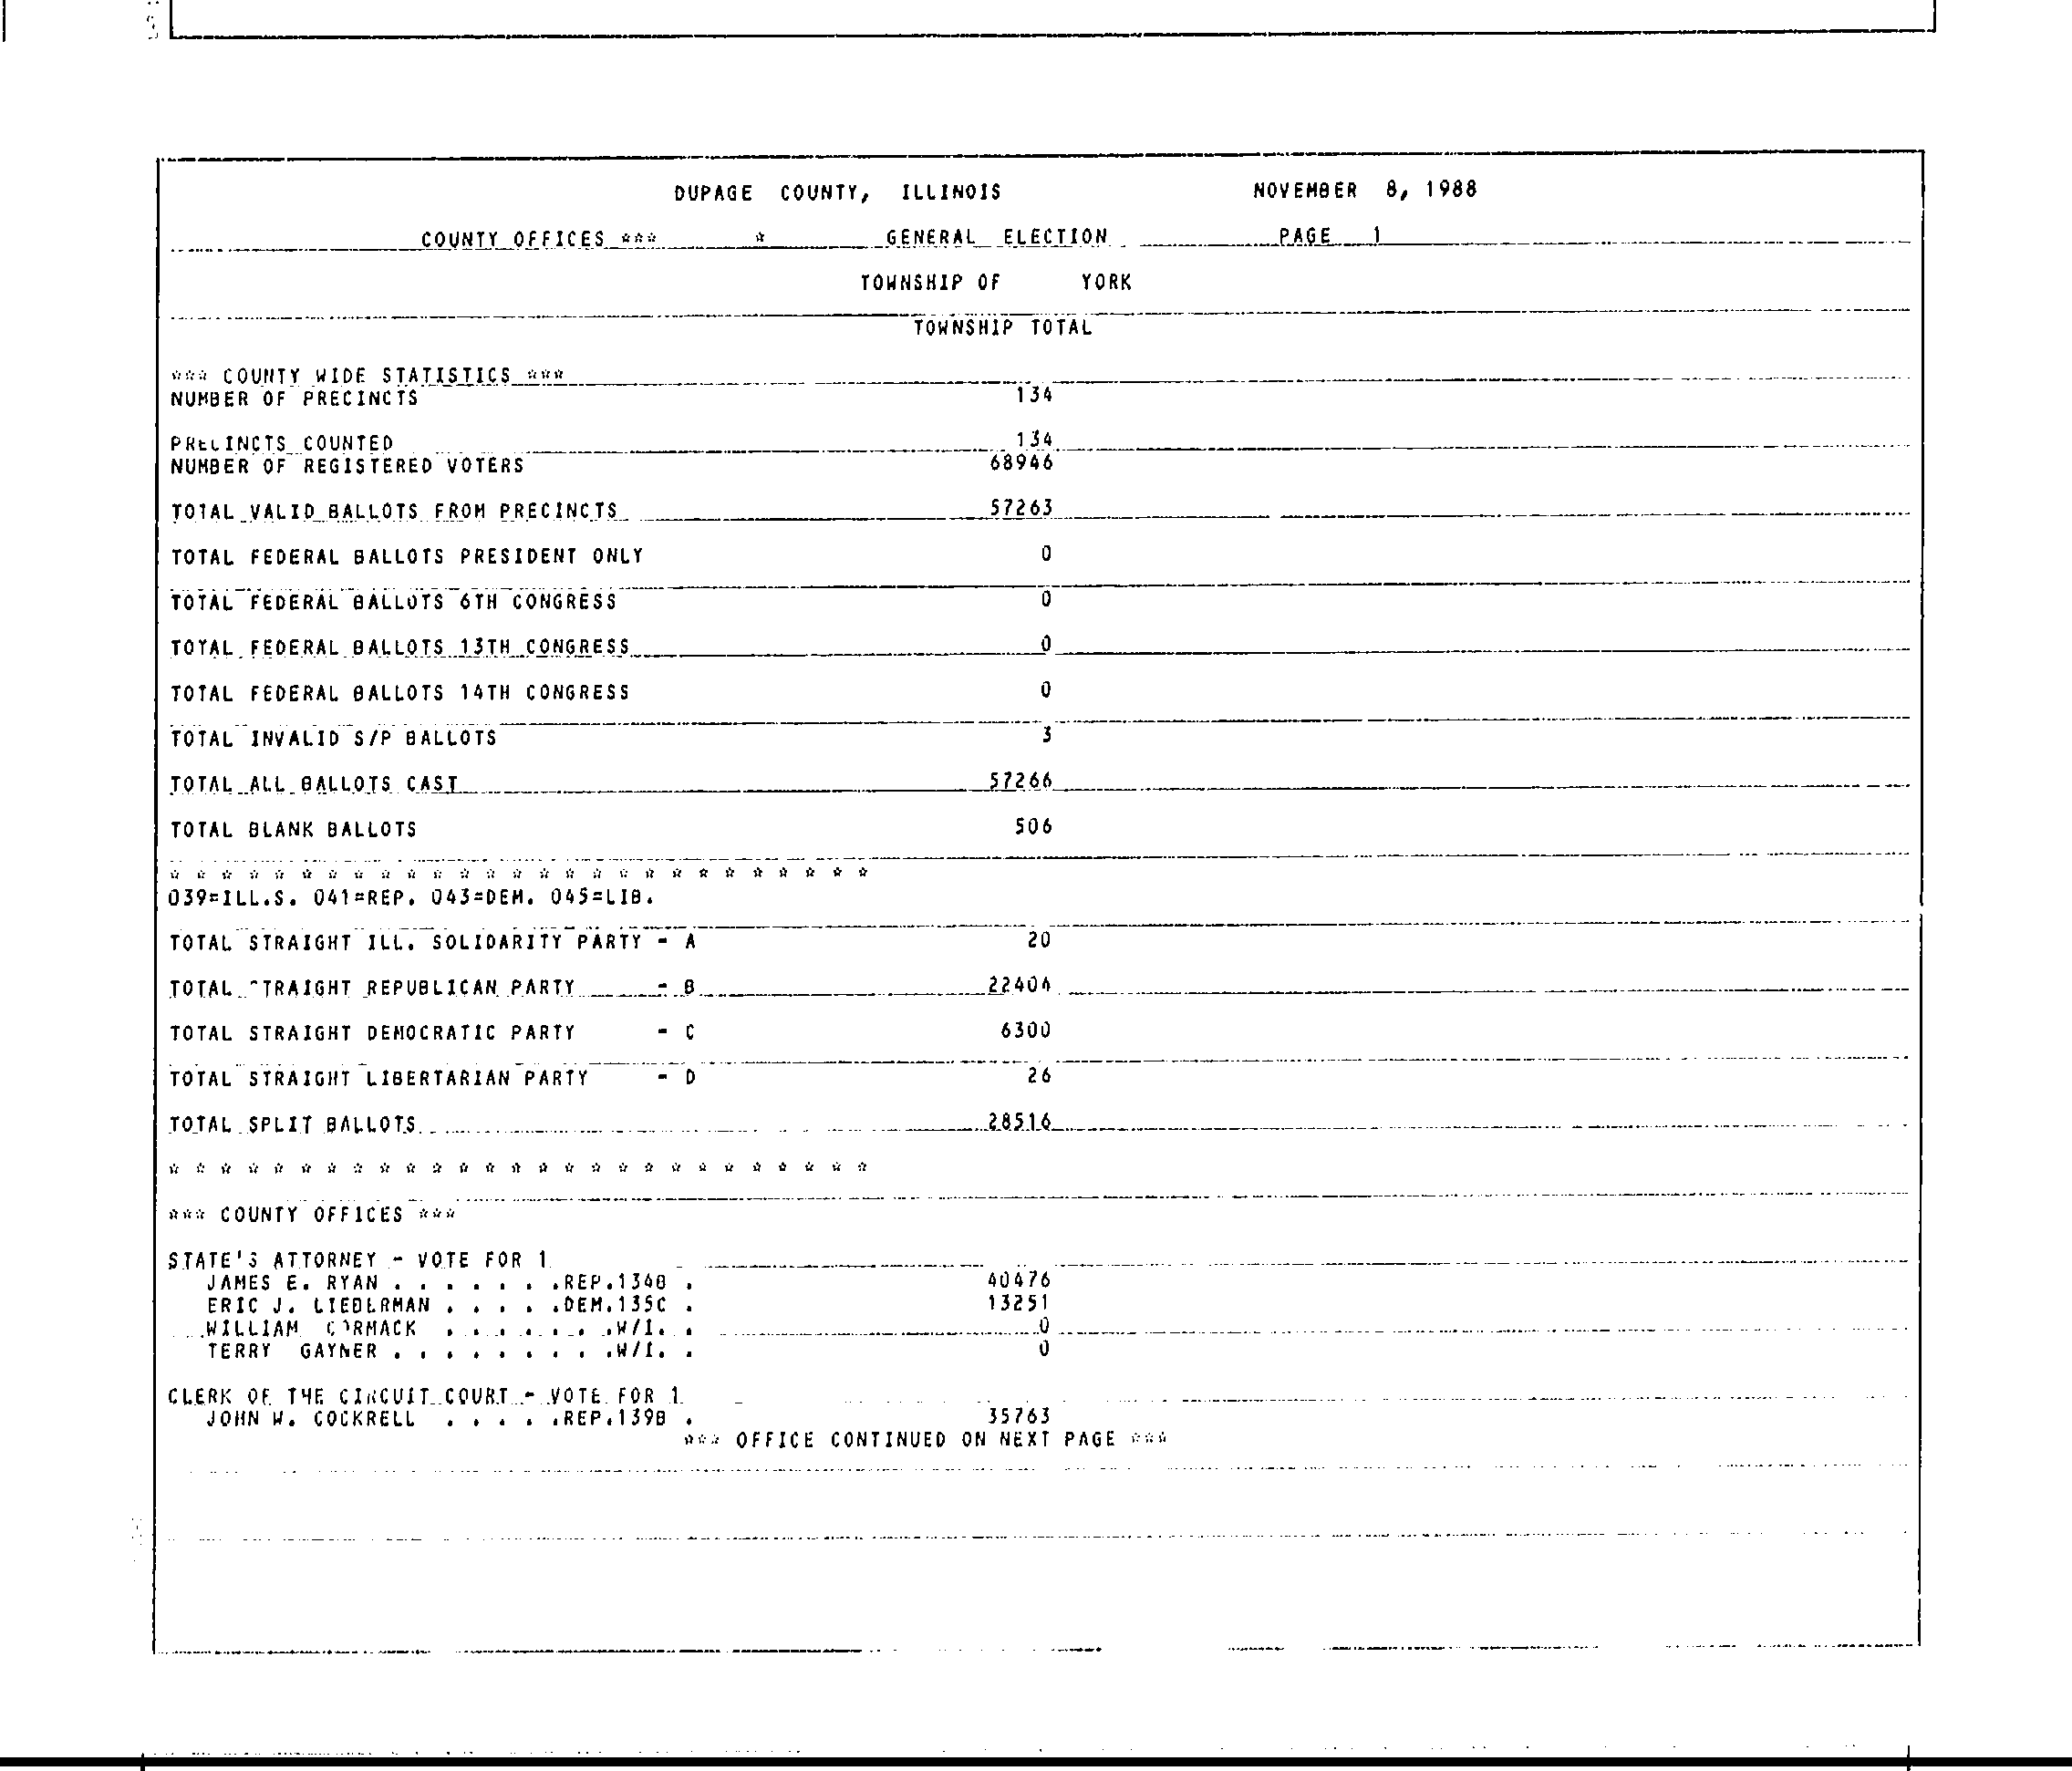 DUPAGE COUNTY, ILLINOIS NOVEMBER 8, 1988
COUNTY OFFICES *** * GENERAL ELECTION PAGE 1
TOWNSHIP OF YORK
TOWNSHIP TOTAL
*** COUNTY WIDE STATISTICS ***
NUMBER OF PRECINCTS 134
PRECINCTS COUNTED 134
NUMBER OF REGISTERED VOTERS 68946
TOTAL VALID BALLOTS FROM PRECINCTS 57263
TOTAL FEDERAL BALLOTS PRESIDENT ONLY 0
TOTAL FEDERAL BALLOTS 6TH CONGRESS 0
TOTAL FEDERAL BALLOTS 13TH CONGRESS 0
TOTAL FEDERAL BALLOTS 14TH CONGRESS 0
TOTAL INVALID S/P BALLOTS 3
TOTAL ALL BALLOTS CAST 57266
TOTAL BLANK BALLOTS 506
* * * * * * * * * * * * * * * * * * * * * * * * * * *
039=ILL.S. 041=REP. 043=DEM. 045=LIB.
TOTAL STRAIGHT ILL. SOLIDARITY PARTY - A 20
TOTAL STRAIGHT REPUBLICAN PARTY - B 22404
TOTAL STRAIGHT DEMOCRATIC PARTY - C 6300
TOTAL STRAIGHT LIBERTARIAN PARTY - D 26
TOTAL SPLIT BALLOTS 28516
* * * * * * * * * * * * * * * * * * * * * * * * * * *
*** COUNTY OFFICES ***
STATE'S ATTORNEY - VOTE FOR 1
JAMES E. RYAN . . . . . . .REP.134B . 40476
ERIC J. LIEBERMAN . . . . .DEM.135C . 13251
WILLIAM CORMACK . . . . . . .W/I. . 0
TERRY GAYNER . . . . . . . . .W/I. . 0
CLERK OF THE CIRCUIT COURT - VOTE FOR 1
JOHN W. COCKRELL . . . . .REP.139B . 35763
*** OFFICE CONTINUED ON NEXT PAGE ***